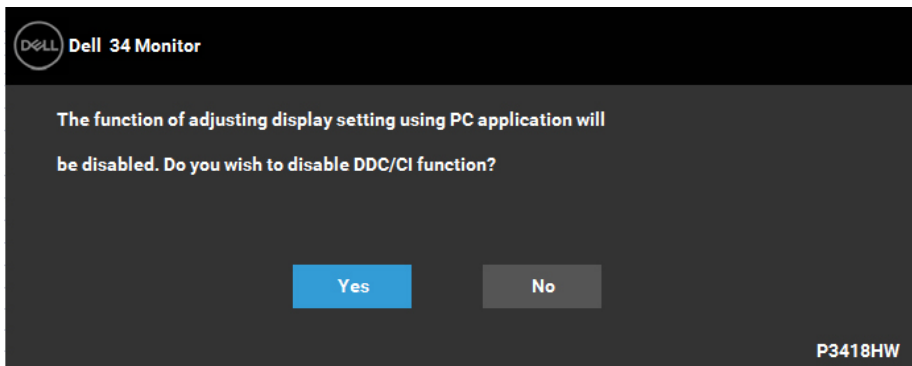 DELL Dell 34 Monitor
The function of adjusting display setting using PC application will
be disabled. Do you wish to disable DDC/CI function?
Yes No
P3418HW